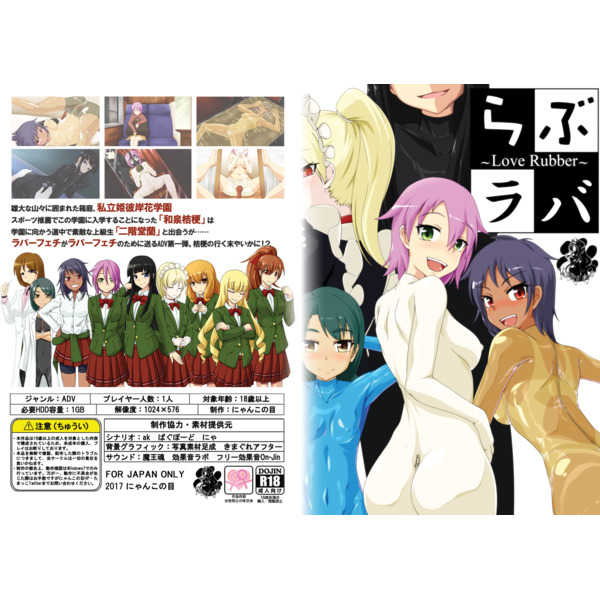 雄大な山々に囲まれた箱庭、私立姫彼岸花学園
スポーツ推薦でこの学園に入学することになった「和泉桔梗」は
学園に向かう道中で素敵な上級生「二階堂蘭」と出会うが……
ラバーフェチがラバーフェチのために送るADV第一弾、桔梗の行く末やいかに!?
ジャンル:ADV
プレイヤー人数:1人
対象年齢:18歳以上
必要HDD容量:1GB
解像度:1024×576
制作:にゃんこの目
注意(ちゅうい)
制作協力・素材提供元
シナリオ:ak ばくぼーど にゃ
背景グラフィック:写真素材足成 きまぐれアフター
サウンド:魔王魂 効果音ラボ フリー効果音On-Jin
FOR JAPAN ONLY
2017 にゃんこの目
DOJIN
R18
成人向け
らぶ
~Love Rubber~
ラバ